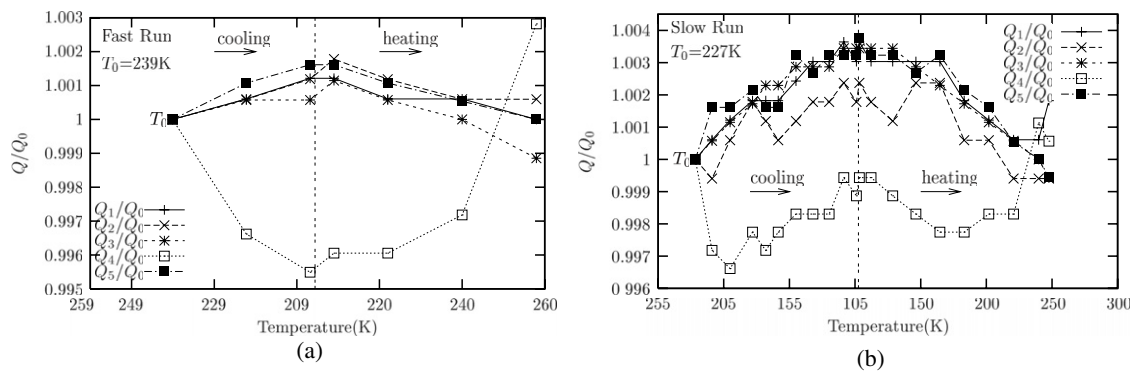 1.003
1.002
1.001
1
0.999
0.998
0.997
0.996
0.995
Q/Q0
Fast Run
T0=239K
cooling
heating
T0
Q1/Q0
Q2/Q0
Q3/Q0
Q4/Q0
Q5/Q0
259 249 229 209 220 240 260
Temperature(K)
(a)
1.004
1.003
1.002
1.001
1
0.999
0.998
0.997
0.996
Q/Q0
Slow Run
T0=227K
Q1/Q0
Q2/Q0
Q3/Q0
Q4/Q0
Q5/Q0
T0
cooling
heating
255 205 155 105 150 200 250 300
Temperature(K)
(b)